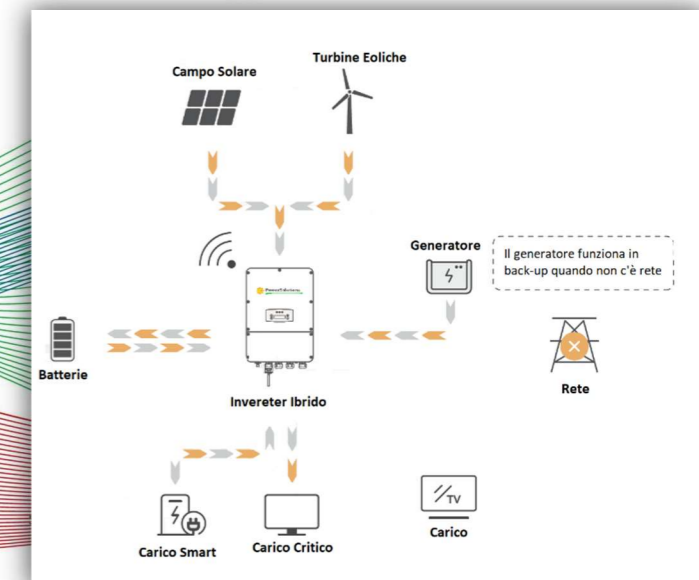 Turbine Eoliche
Campo Solare
Generatore
Il generatore funziona in
back-up quando non c'è rete
Batterie
Rete
Invereter Ibrido
TV
Carico Smart
Carico Critico
Carico